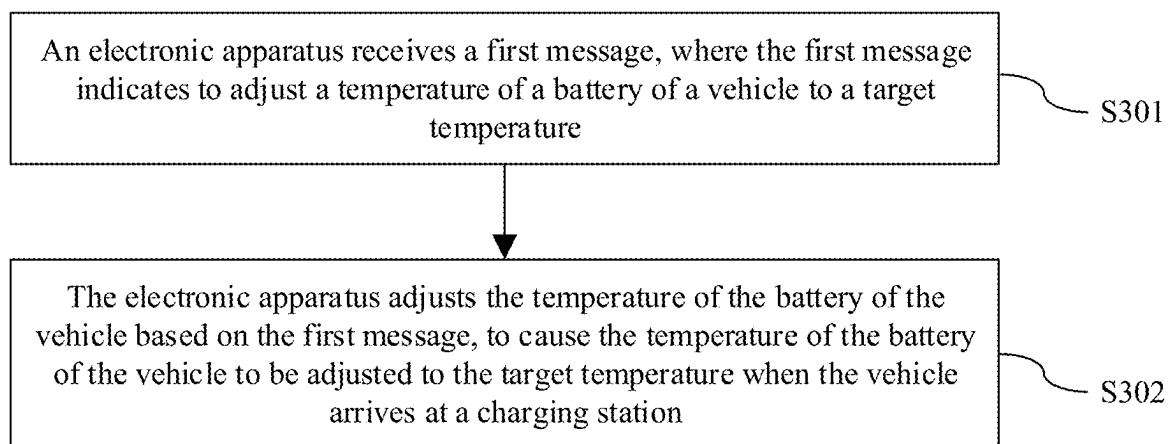 An electronic apparatus receives a first message, where the first message
indicates to adjust a temperature of a battery of a vehicle to a target
temperature
S301
The electronic apparatus adjusts the temperature of the battery of the
vehicle based on the first message, to cause the temperature of the battery
of the vehicle to be adjusted to the target temperature when the vehicle
arrives at a charging station
S302